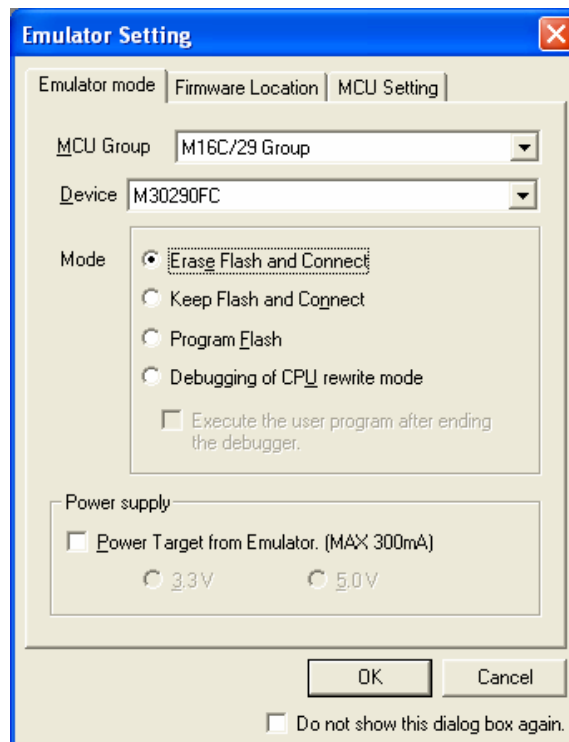 Emulator Setting
Emulator mode Firmware Location MCU Setting
MCU Group M16C/29 Group
Device M30290FC
Mode Erase Flash and Connect
Keep Flash and Connect
Program Flash
Debugging of CPU rewrite mode
Execute the user program after ending
the debugger.
Power supply
Power Target from Emulator. (MAX 300mA)
3.3 V 5.0 V
OK Cancel
Do not show this dialog box again.